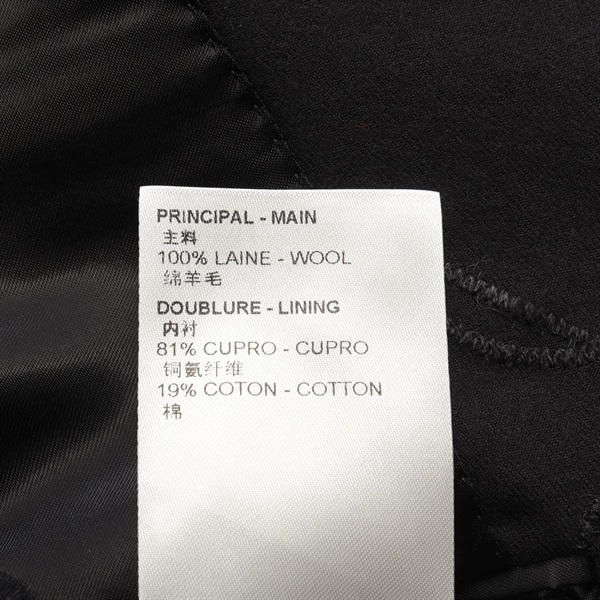 PRINCIPAL - MAIN
主料
100% LAINE - WOOL
绵羊毛
DOUBLURE - LINING
内衬
81% CUPRO - CUPRO
铜氨纤维
19% COTON - COTTON
棉